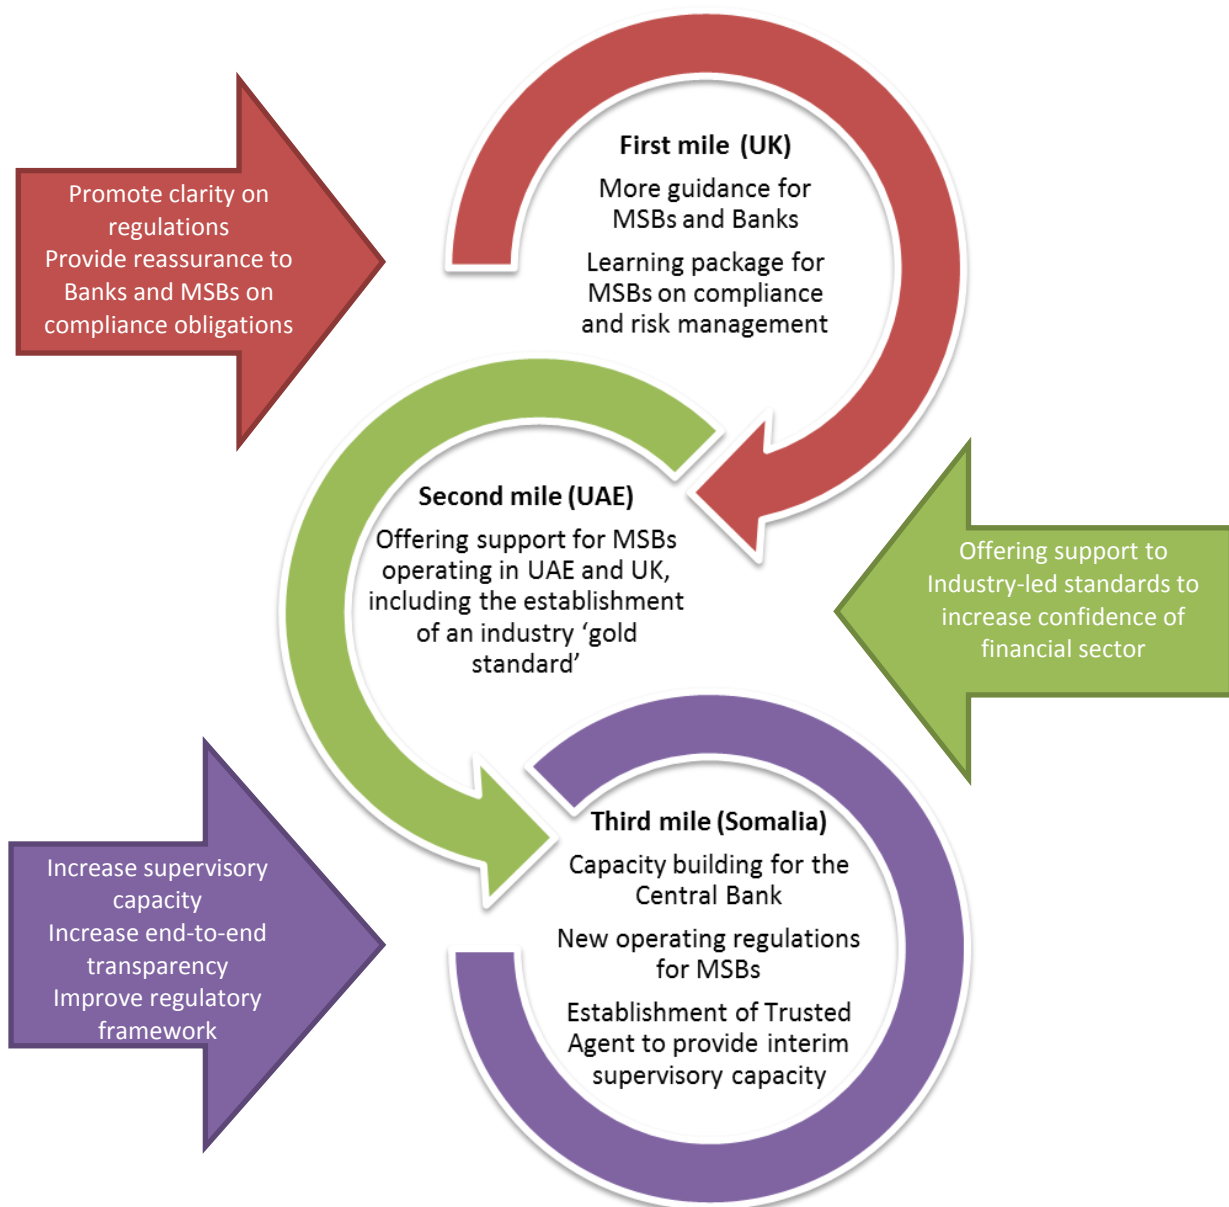 First mile (UK)
More guidance for
MSBs and Banks
Learning package for
MSBs on compliance
and risk management
Promote clarity on
regulations
Provide reassurance to
Banks and MSBs on
compliance obligations
Second mile (UAE)
Offering support for MSBs
operating in UAE and UK,
including the establishment
of an industry ‘gold
standard’
Offering support to
Industry-led standards to
increase confidence of
financial sector
Third mile (Somalia)
Capacity building for the
Central Bank
New operating regulations
for MSBs
Establishment of Trusted
Agent to provide interim
supervisory capacity
Increase supervisory
capacity
Increase end-to-end
transparency
Improve regulatory
framework